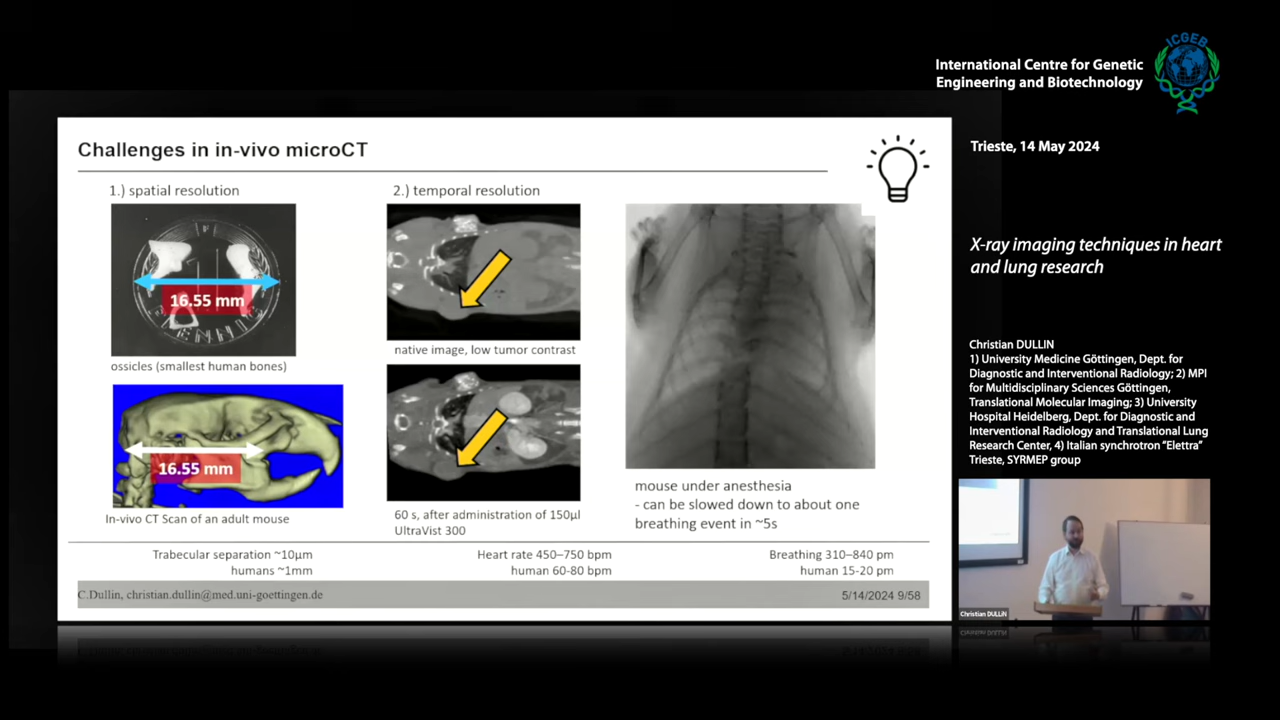 International Centre for Genetic
Engineering and Biotechnology
ICGEB
Trieste, 14 May 2024
X-ray imaging techniques in heart
and lung research
Christian DULLIN
1) University Medicine Göttingen, Dept. for
Diagnostic and Interventional Radiology; 2) MPI
for Multidisciplinary Sciences Göttingen,
Translational Molecular Imaging; 3) University
Hospital Heidelberg, Dept. for Diagnostic and
Interventional Radiology and Translational Lung
Research Center, 4) Italian synchrotron “Elettra”
Trieste, SYRMEP group
Christian DULLIN
Challenges in in-vivo microCT
1.) spatial resolution
16.55 mm
ossicles (smallest human bones)
16.55 mm
In-vivo CT Scan of an adult mouse
2.) temporal resolution
native image, low tumor contrast
60 s, after administration of 150µl
UltraVist 300
mouse under anesthesia
- can be slowed down to about one
breathing event in ~5s
Trabecular separation ~10µm
humans ~1mm
Heart rate 450–750 bpm
human 60-80 bpm
Breathing 310–840 pm
human 15-20 pm
C.Dullin, christian.dullin@med.uni-goettingen.de
5/14/2024 9/58